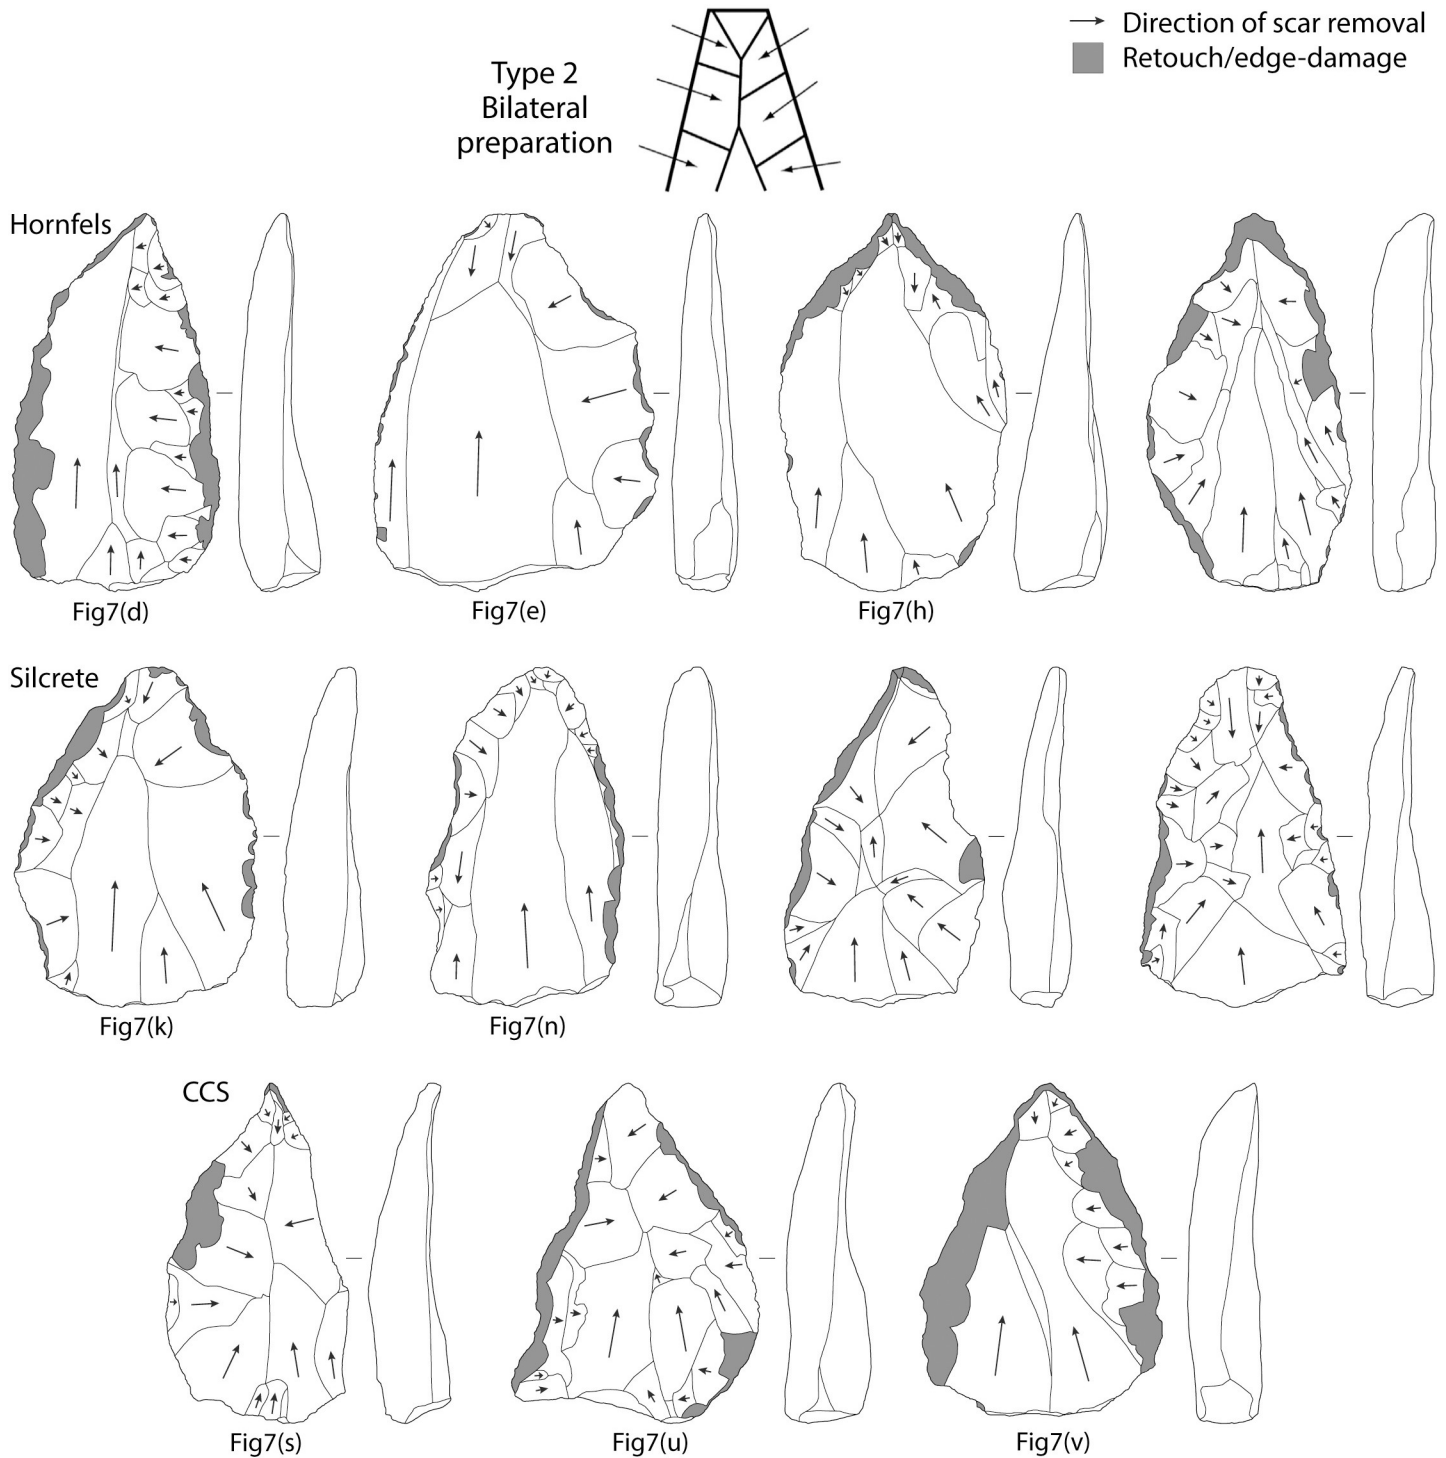 Type 2
Bilateral
preparation
Direction of scar removal
Retouch/edge-damage
Hornfels
Fig7(d)
Fig7(e)
Fig7(h)
Silcrete
Fig7(k)
Fig7(n)
CCS
Fig7(s)
Fig7(u)
Fig7(v)